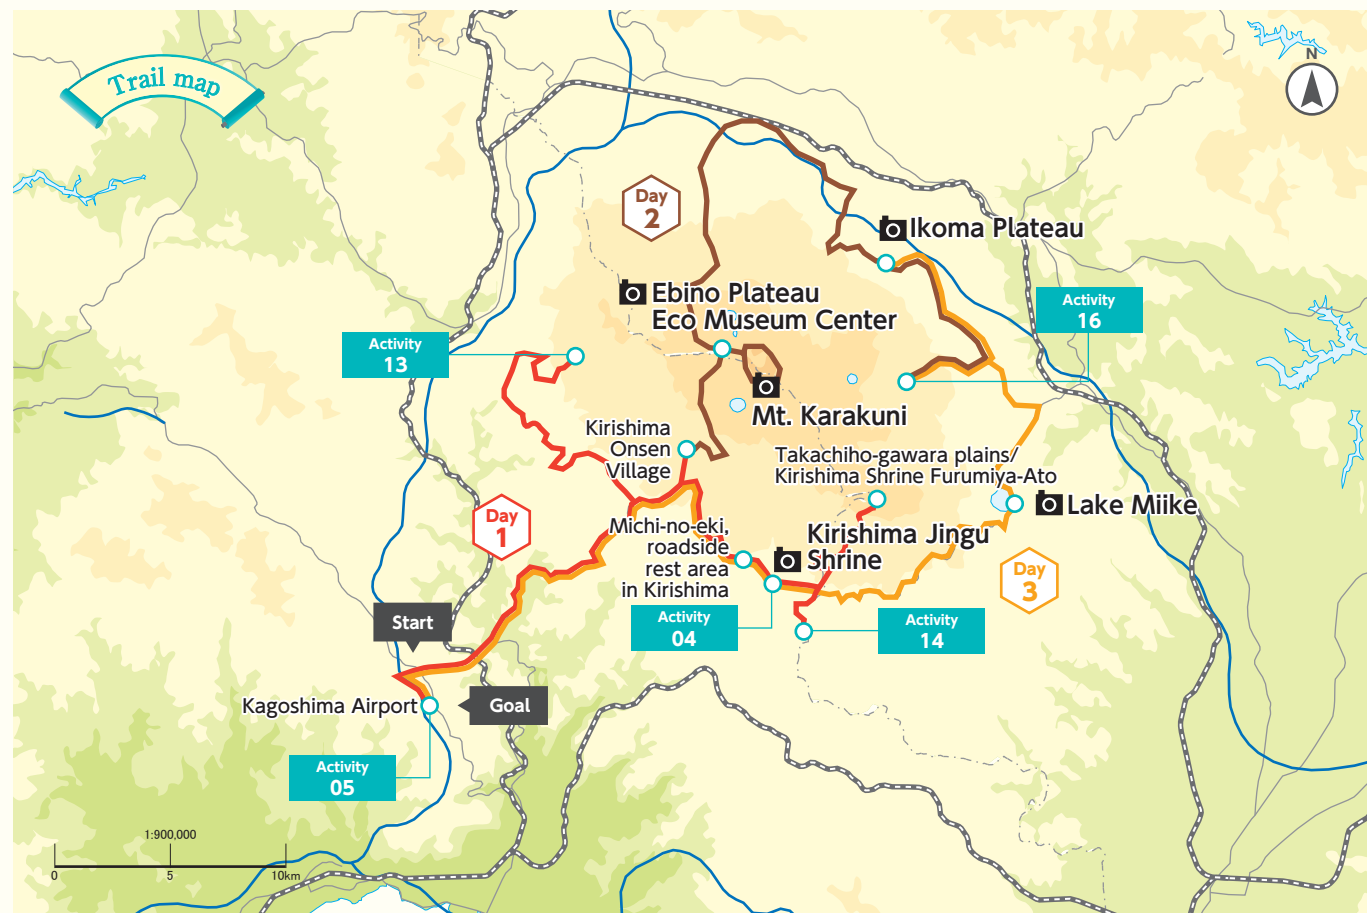 Trail map
N
Day
2
Ikoma Plateau
Ebino Plateau
Eco Museum Center
Activity
16
Activity
13
Mt. Karakuni
Kirishima
Onsen
Village
Takachiho-gawara plains/
Kirishima Shrine Furumiya-Ato
Lake Miike
Day
1
Michi-no-eki,
roadside
rest area
in Kirishima
Kirishima Jingu
Shrine
Day
3
Activity
04
Activity
14
Start
Kagoshima Airport
Goal
Activity
05
1:900,000
0 5 10km